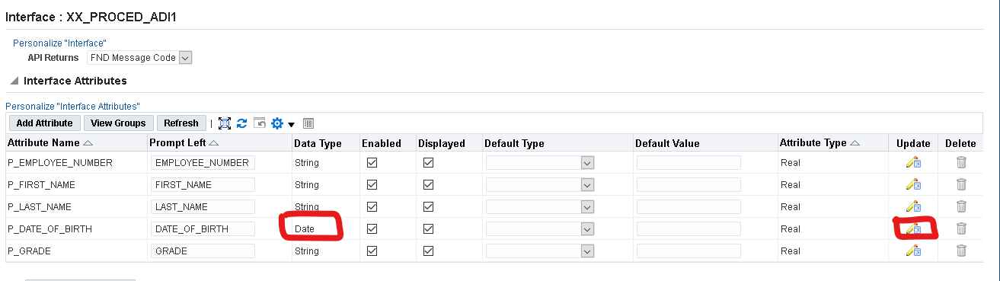 Interface : XX_PROCED_ADI1
Personalize "Interface"
API Returns FND Message Code
Interface Attributes
Personalize "Interface Attributes"
Add Attribute View Groups Refresh
Attribute Name Prompt Left Data Type Enabled Displayed Default Type Default Value Attribute Type Update Delete
P_EMPLOYEE_NUMBER EMPLOYEE_NUMBER String Real
P_FIRST_NAME FIRST_NAME String Real
P_LAST_NAME LAST_NAME String Real
P_DATE_OF_BIRTH DATE_OF_BIRTH Date Real
P_GRADE GRADE String Real